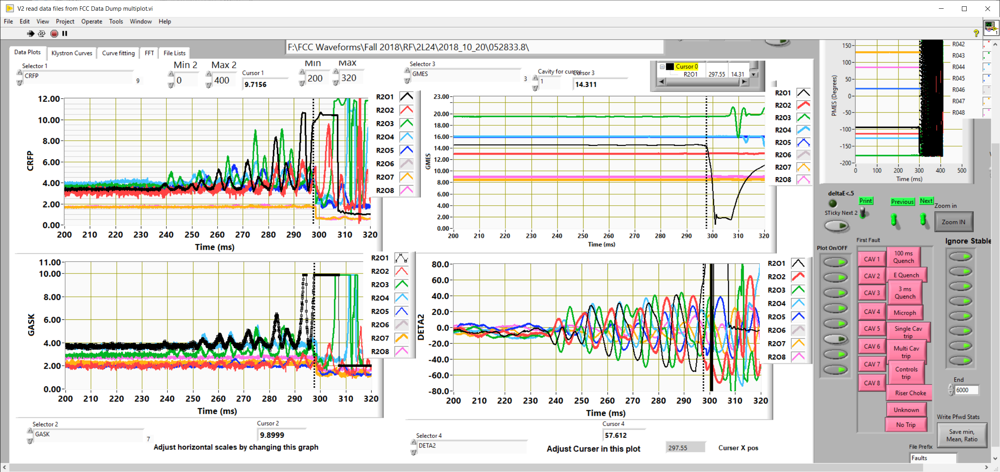 V2 read data files from FCC Data Dump multiplot.vi
File Edit View Project Operate Tools Window Help
F:\FCC Waveforms\Fall 2018\RF\2L24\2018_10_20\052833.8\
Data Plots Klystron Curves Curve fitting FFT File Lists
Selector 1
CRFP
9
Min 2
0
Max 2
400
Cursor 1
9.7156
Min
200
Max
320
Selector 3
GMES
3
Cavity for cursor
1
Cursor 3
14.311
Cursor 0
R2O1 297.55 14.31
CRFP
12.00
10.00
8.00
6.00
4.00
2.00
0.00
200 210 220 230 240 250 260 270 280 290 300 310 320
Time (ms)
R2O1
R2O2
R2O3
R2O4
R2O5
R2O6
R2O7
R2O8
GMES
23.00
20.00
18.00
16.00
14.00
12.00
10.00
8.00
6.00
4.00
2.00
0.00
200 210 220 230 240 250 260 270 280 290 300 310 320
Time (ms)
R2O1
R2O2
R2O3
R2O4
R2O5
R2O6
R2O7
R2O8
PMES (Degrees)
150
100
50
0
-50
-100
-150
-200
0 100 200 300 400 500
Time (ms)
R042
R043
R044
R045
R046
R047
R048
GASK
11.00
10.00
8.00
6.00
4.00
2.00
0.00
200 210 220 230 240 250 260 270 280 290 300 310 320
Time (ms)
R2O1
R2O2
R2O3
R2O4
R2O5
R2O6
R2O7
R2O8
DETA2
80.0
60.0
40.0
20.0
0.0
-20.0
-40.0
-60.0
-80.0
200 210 220 230 240 250 260 270 280 290 300 310 320
Time (ms)
R2O1
R2O2
R2O3
R2O4
R2O5
R2O6
R2O7
R2O8
Selector 2
GASK
7
Cursor 2
9.8999
Adjust horizontal scales by changing this graph
Selector 4
DETA2
Cursor 4
57.612
Adjust Curser in this plot
297.55
Curser X pos
deltaE<.5
Print
Previous
Next
Zoom in
Zoom IN
STicky Next 2
First Fault
Ignore Stable
Plot On/OFF
CAV 1
CAV 2
CAV 3
CAV 4
CAV 5
CAV 6
CAV 7
CAV 8
100 ms
Quench
E Quench
3 ms
Quench
Microph
Single Cav
trip
Multi Cav
trip
Controls
trip
Riser Choke
Unknown
No Trip
End
6000
Write Pfwd Stats
Save min,
Mean, Ratio
File Prefix
Faults